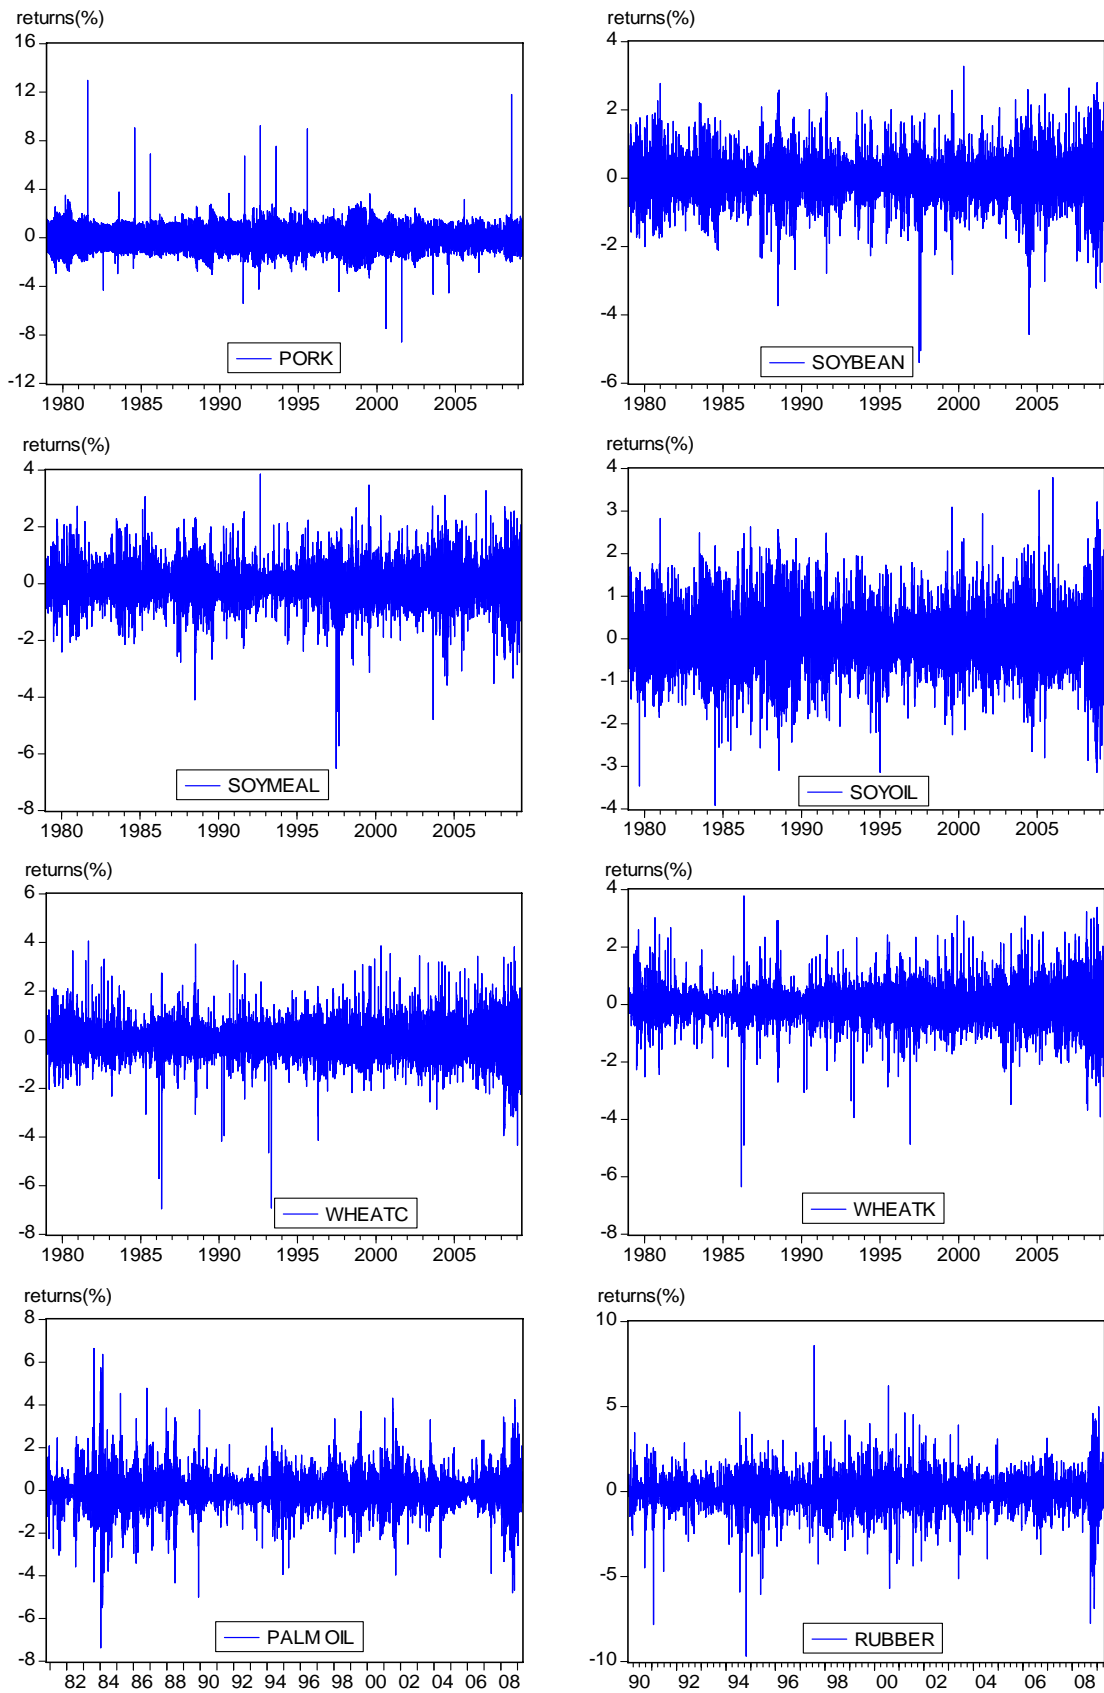 returns(%)
16
12
8
4
0
-4
-8
-12
PORK
1980 1985 1990 1995 2000 2005
returns(%)
4
2
0
-2
-4
-6
SOYBEAN
1980 1985 1990 1995 2000 2005
returns(%)
4
2
0
-2
-4
-6
-8
SOYMEAL
1980 1985 1990 1995 2000 2005
returns(%)
4
3
2
1
0
-1
-2
-3
-4
SOYOIL
1980 1985 1990 1995 2000 2005
returns(%)
6
4
2
0
-2
-4
-6
-8
WHEATC
1980 1985 1990 1995 2000 2005
returns(%)
4
2
0
-2
-4
-6
-8
WHEATK
1980 1985 1990 1995 2000 2005
returns(%)
8
6
4
2
0
-2
-4
-6
-8
PALM OIL
82 84 86 88 90 92 94 96 98 00 02 04 06 08
returns(%)
10
5
0
-5
-10
RUBBER
90 92 94 96 98 00 02 04 06 08